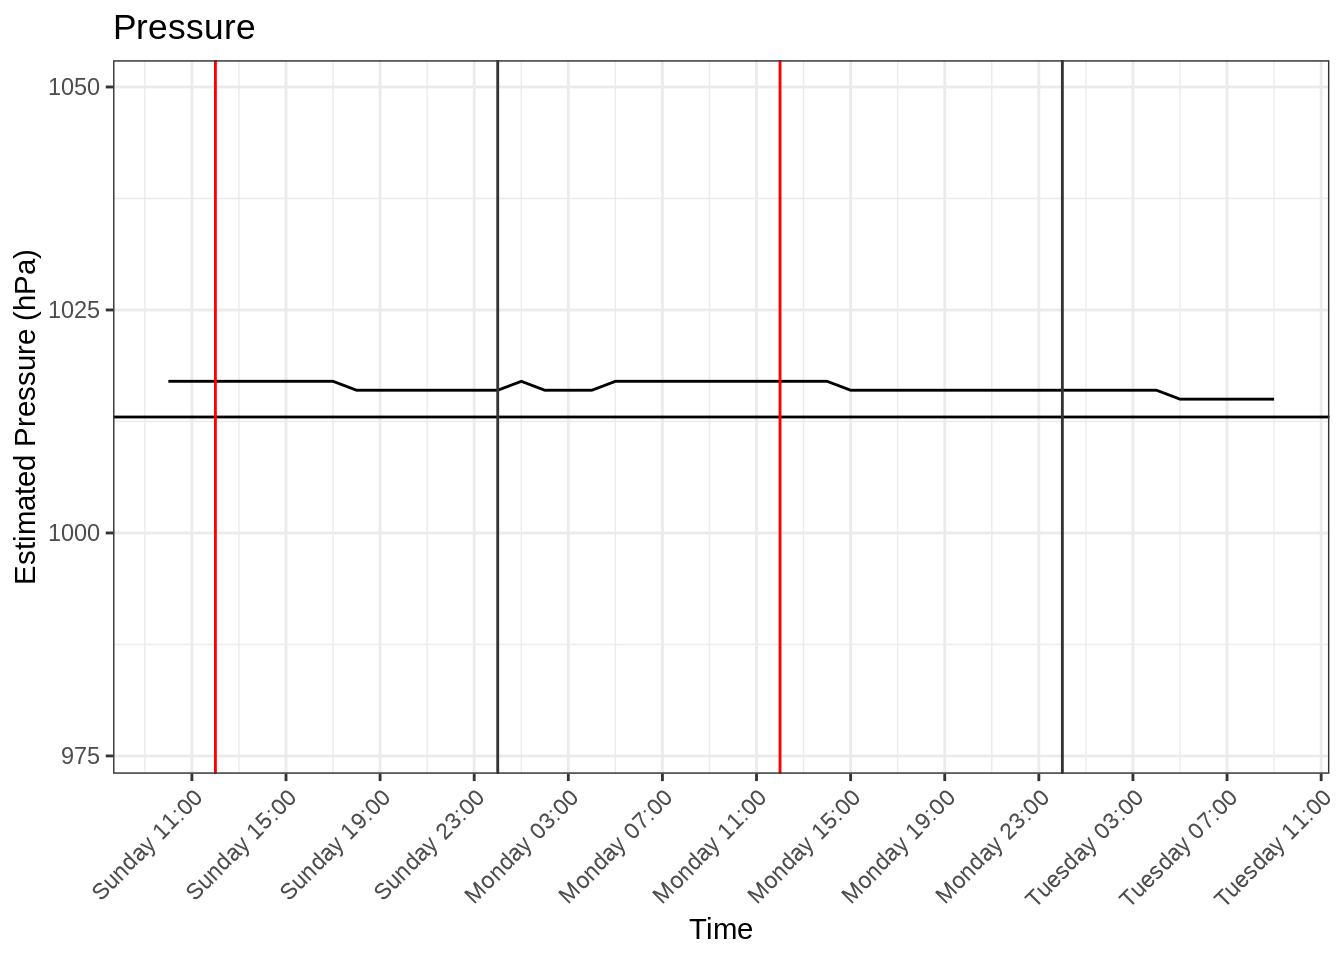 Pressure
Estimated Pressure (hPa)
1050
1025
1000
975
Sunday 11:00
Sunday 15:00
Sunday 19:00
Sunday 23:00
Monday 03:00
Monday 07:00
Monday 11:00
Monday 15:00
Monday 19:00
Monday 23:00
Tuesday 03:00
Tuesday 07:00
Tuesday 11:00
Time